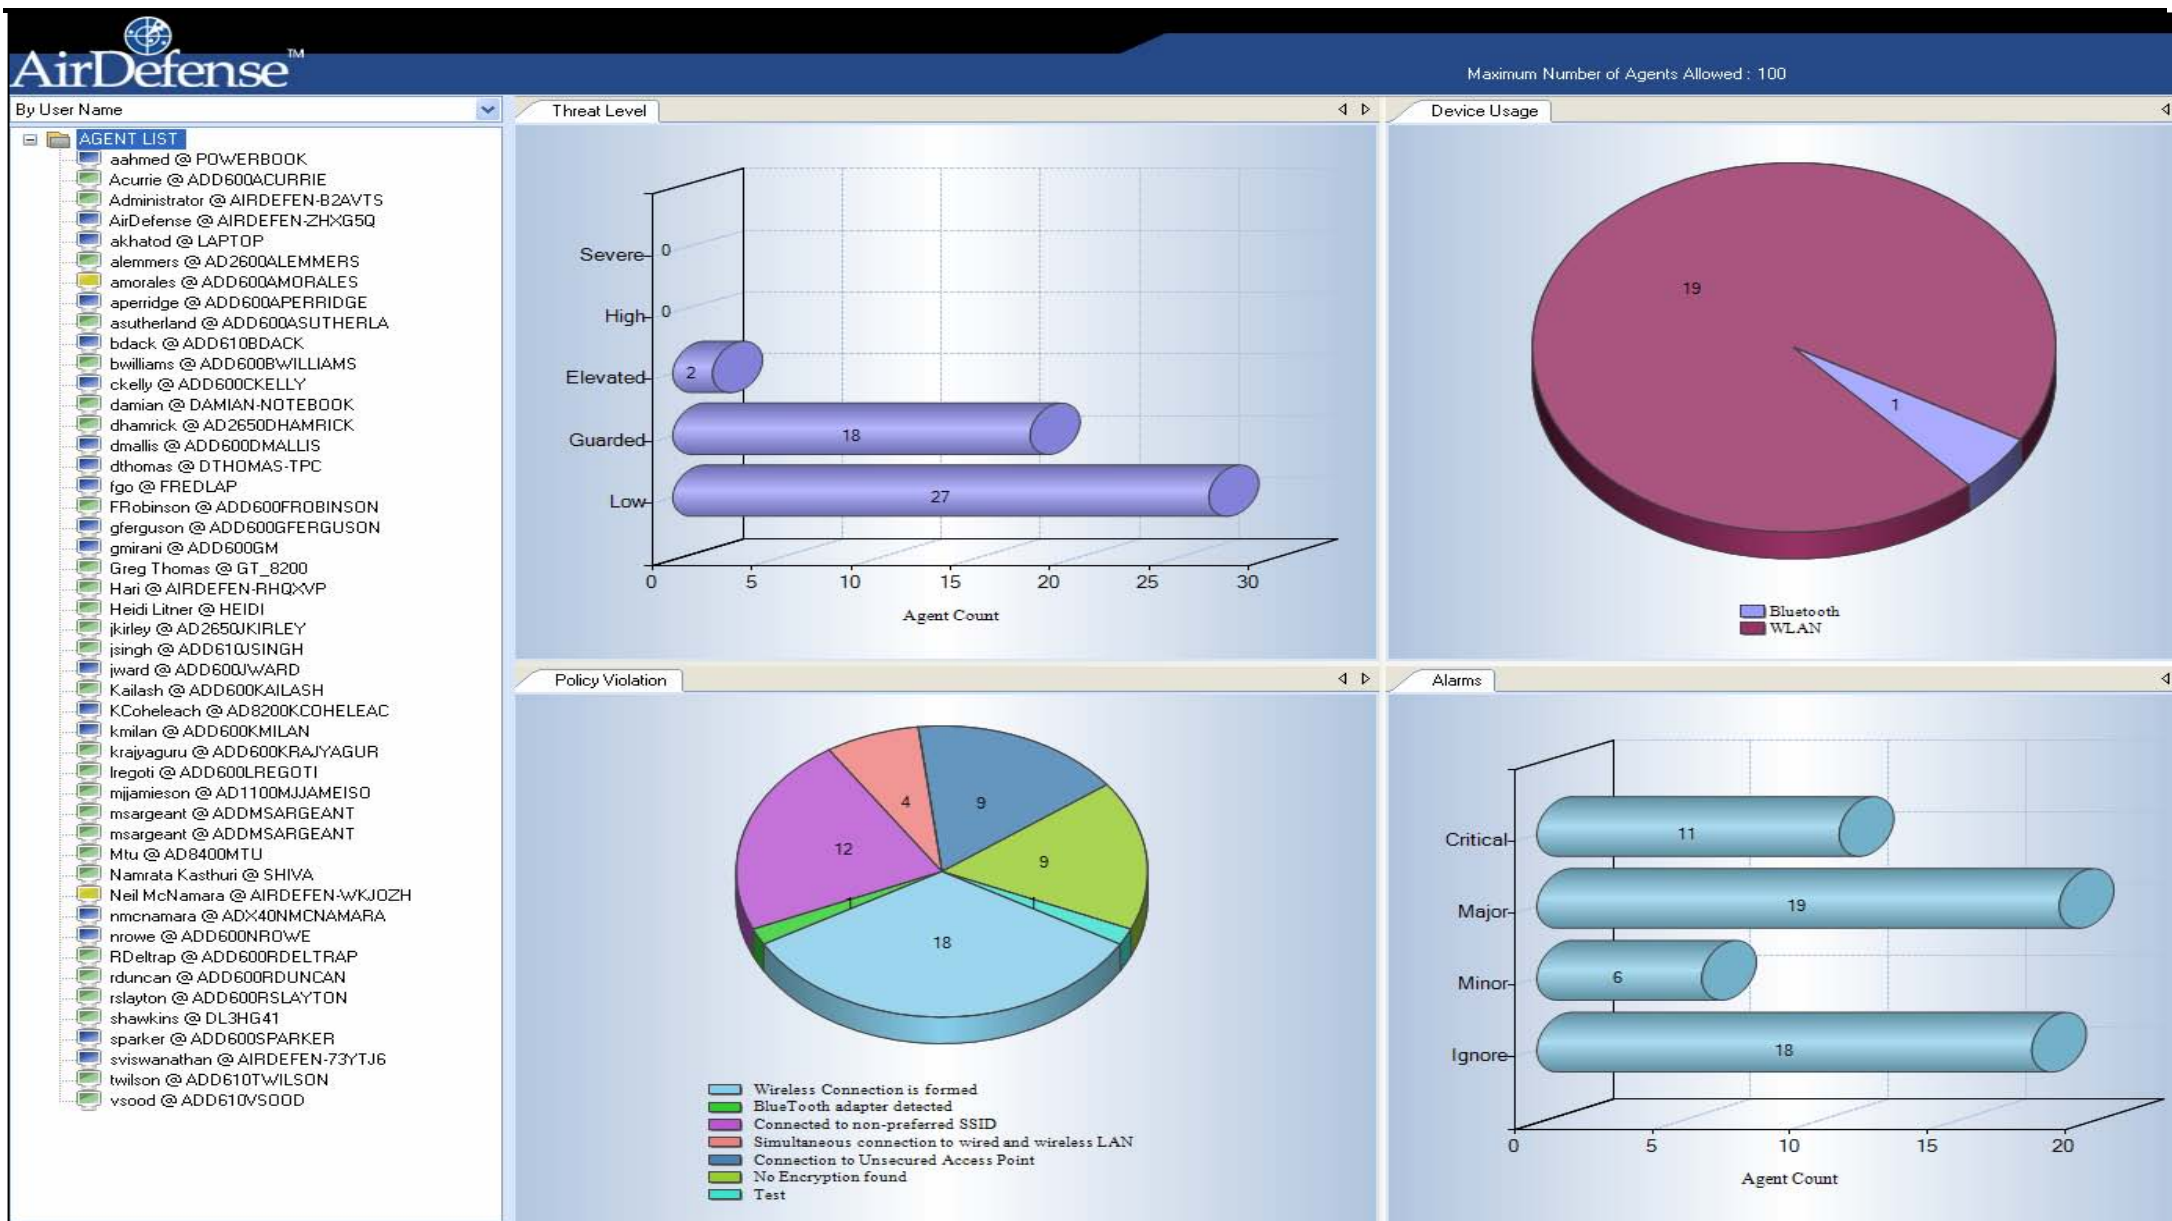 AirDefense™
Maximum Number of Agents Allowed : 100
By User Name
AGENT LIST
aahmed @ POWERBOOK
Acurrie @ ADD600ACURRIE
Administrator @ AIRDEFEN-B2AVTS
AirDefense @ AIRDEFEN-ZHXG5Q
akhatod @ LAPTOP
alemmers @ AD2600ALEMMERS
amorales @ ADD600AMORALES
aperridge @ ADD600APERRIDGE
asutherland @ ADD600ASUTHERLA
bdack @ ADD610BDACK
bwilliams @ ADD600BWILLIAMS
ckelly @ ADD600CKELLY
damian @ DAMIAN-NOTEBOOK
dhamrick @ AD2650DHAMRICK
dmallis @ ADD600DMALLIS
dthomas @ DTHOMAS-TPC
fgo @ FREDLAP
FRobinson @ ADD600FROBINSON
gferguson @ ADD600GFERGUSON
gmirani @ ADD600GM
Greg Thomas @ GT_8200
Hari @ AIRDEFEN-RHQXVP
Heidi Litner @ HEIDI
jkirley @ AD2650JKIRLEY
jsingh @ ADD610JSINGH
jward @ ADD600JWARD
Kailash @ ADD600KAILASH
KCoheleach @ AD8200KCOHELEAC
kmilan @ ADD600KMILAN
krajyaguru @ ADD600KRAJYAGUR
lregoti @ ADD600LREGOTI
mjjamieson @ AD1100MJJAMEISO
msargeant @ ADDMSARGEANT
msargeant @ ADDMSARGEANT
Mtu @ AD8400MTU
Namrata Kasthuri @ SHIVA
Neil McNamara @ AIRDEFEN-WKJOZH
nmcnamara @ ADX40NMCNAMARA
nrowe @ ADD600NROWE
RDeltrap @ ADD600RDELTRAP
rduncan @ ADD600RDUNCAN
rslayton @ ADD600RSLAYTON
shawkins @ DL3HG41
sparker @ ADD600SPARKER
sviswanathan @ AIRDEFEN-73YTJ6
twilson @ ADD610TWILSON
vsood @ ADD610VSOOD
Threat Level
Severe 0
High 0
Elevated 2
Guarded 18
Low 27
0 5 10 15 20 25 30
Agent Count
Device Usage
19
1
Bluetooth
WLAN
Policy Violation
4
9
12
9
1
1
18
Wireless Connection is formed
BlueTooth adapter detected
Connected to non-preferred SSID
Simultaneous connection to wired and wireless LAN
Connection to Unsecured Access Point
No Encryption found
Test
Alarms
Critical 11
Major 19
Minor 6
Ignore 18
0 5 10 15 20
Agent Count